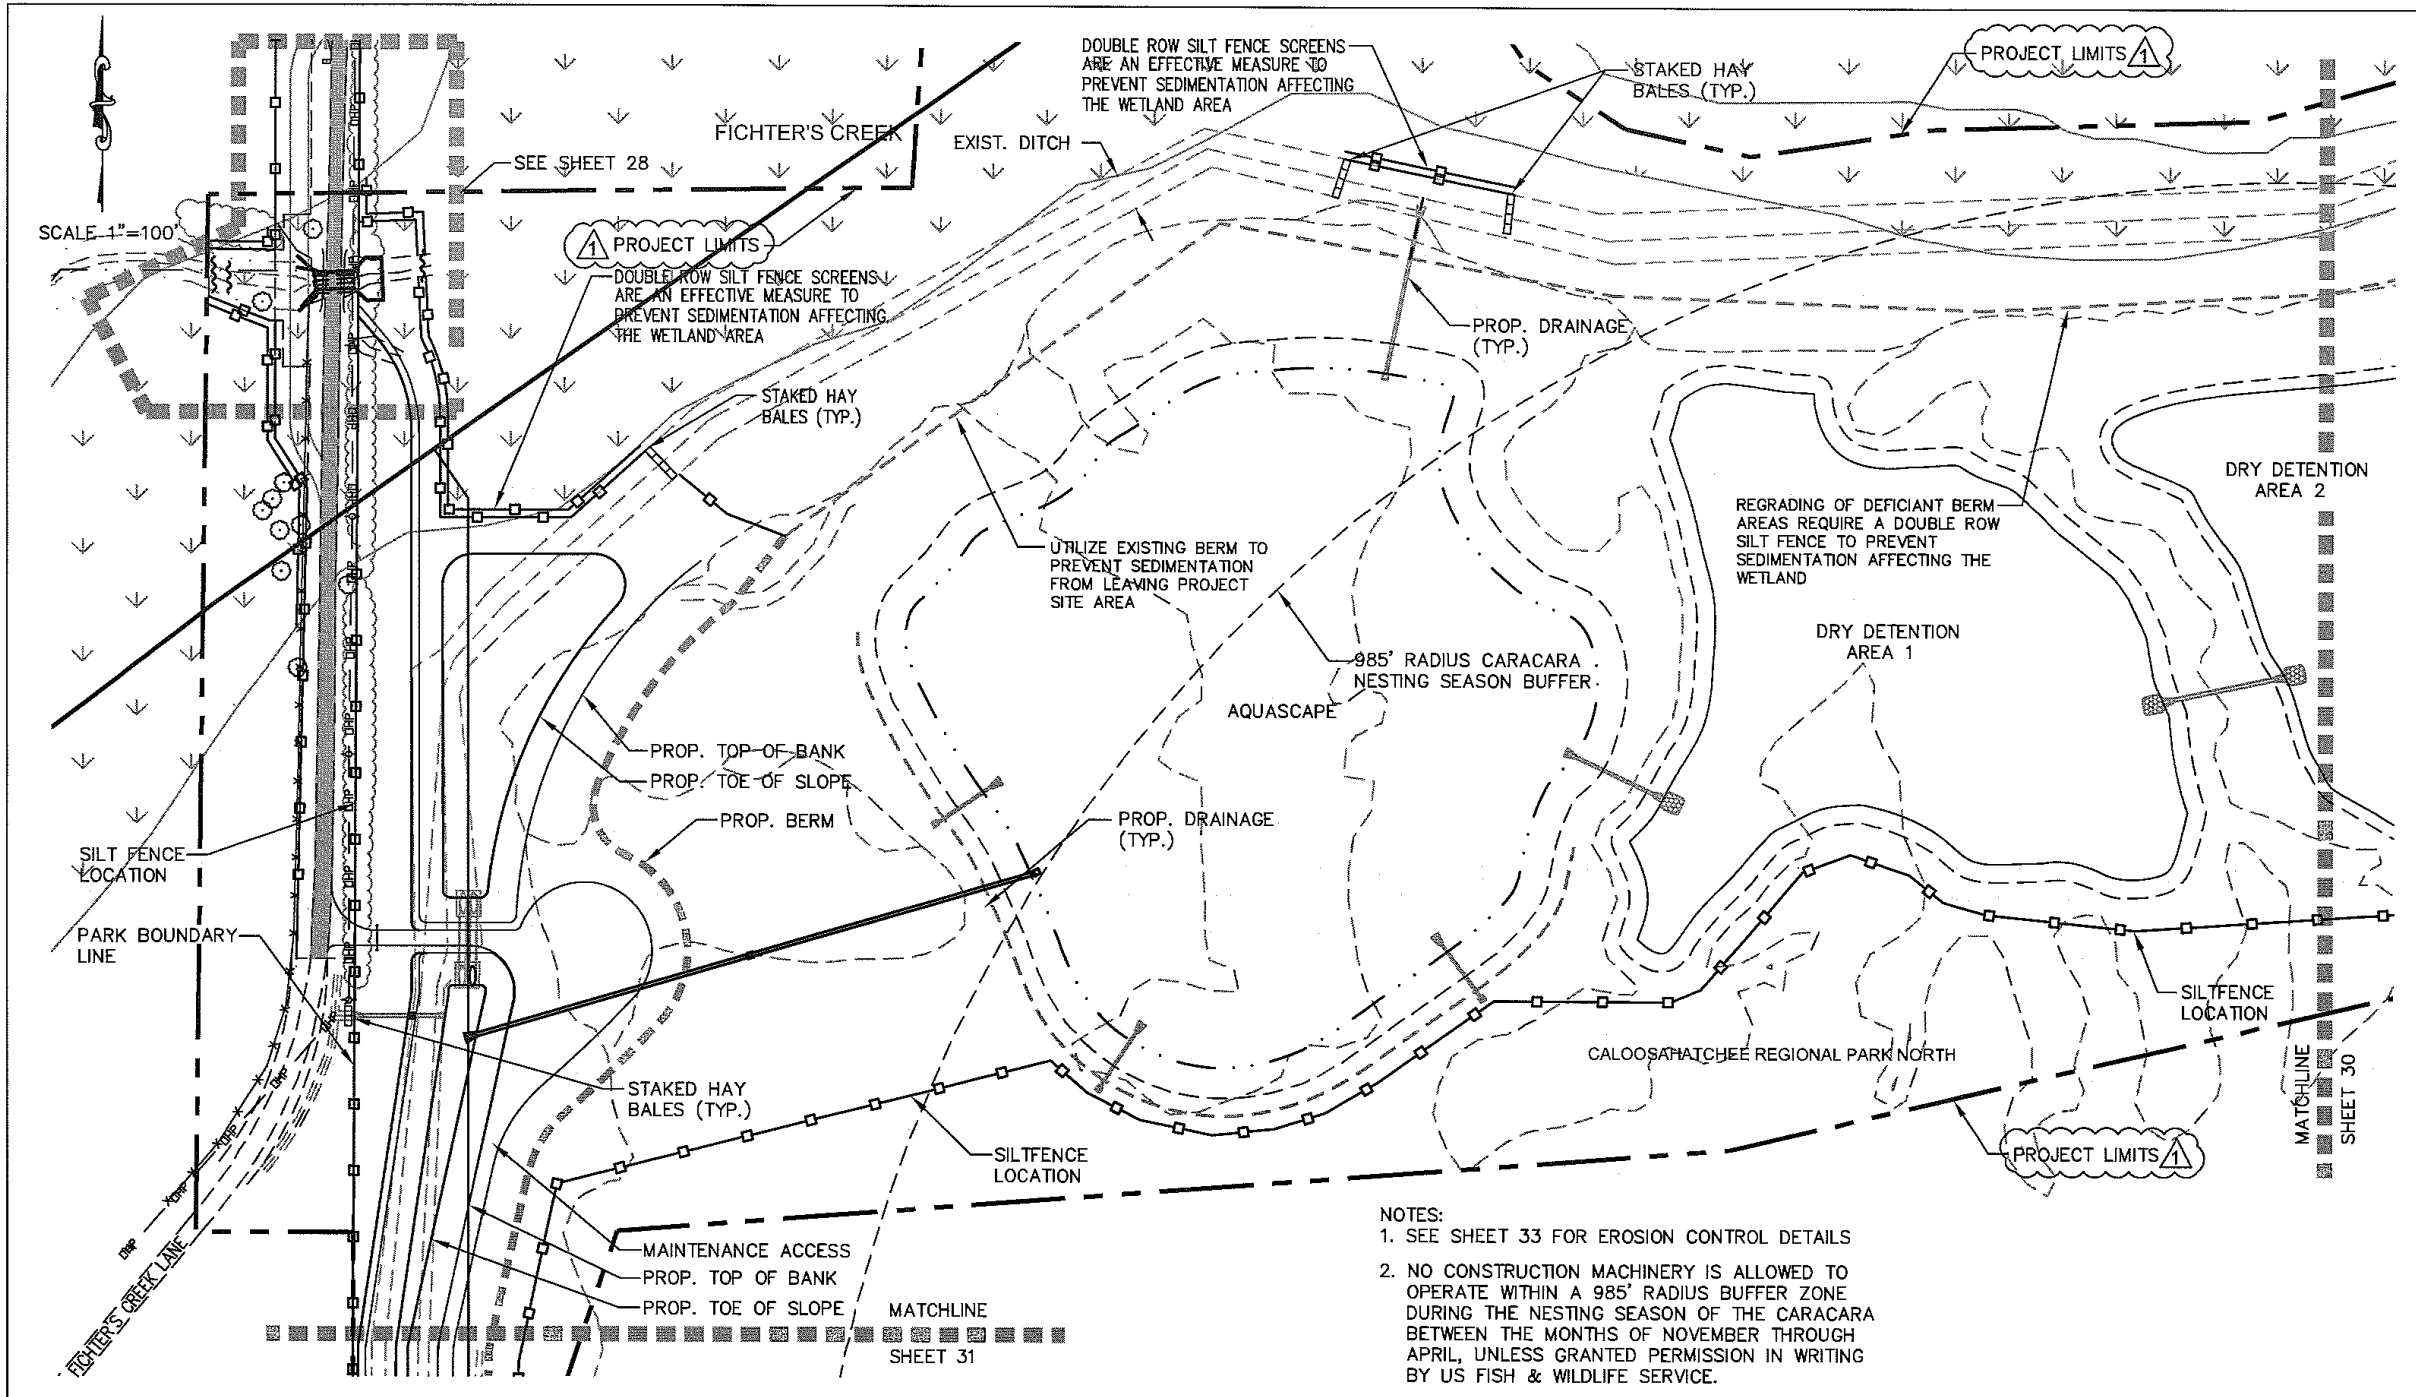 DOUBLE ROW SILT FENCE SCREENS
ARE AN EFFECTIVE MEASURE TO
PREVENT SEDIMENTATION AFFECTING
THE WETLAND AREA
STAKED HAY
BALES (TYP.)
PROJECT LIMITS 1
FICHTER'S CREEK
EXIST. DITCH
SEE SHEET 28
SCALE 1"=100'
1 PROJECT LIMITS
DOUBLE ROW SILT FENCE SCREENS
ARE AN EFFECTIVE MEASURE TO
PREVENT SEDIMENTATION AFFECTING
THE WETLAND AREA
PROP. DRAINAGE
(TYP.)
STAKED HAY
BALES (TYP.)
DRY DETENTION
AREA 2
REGRADING OF DEFICIANT BERM
AREAS REQUIRE A DOUBLE ROW
SILT FENCE TO PREVENT
SEDIMENTATION AFFECTING THE
WETLAND
UTILIZE EXISTING BERM TO
PREVENT SEDIMENTATION
FROM LEAVING PROJECT
SITE AREA
DRY DETENTION
AREA 1
985' RADIUS CARACARA
NESTING SEASON BUFFER
AQUASCAPE
PROP. TOP OF BANK
PROP. TOE OF SLOPE
PROP. BERM
PROP. DRAINAGE
(TYP.)
SILT FENCE
LOCATION
PARK BOUNDARY
LINE
SILTFENCE
LOCATION
CALOOSAHATCHEE REGIONAL PARK NORTH
MATCHLINE
SHEET 30
STAKED HAY
BALES (TYP.)
SILTFENCE
LOCATION
PROJECT LIMITS 1
MAINTENANCE ACCESS
PROP. TOP OF BANK
PROP. TOE OF SLOPE
MATCHLINE
SHEET 31
FICHTER'S CREEK LANE
OHP
OHP
OHP
OHP
NOTES:
1. SEE SHEET 33 FOR EROSION CONTROL DETAILS
2. NO CONSTRUCTION MACHINERY IS ALLOWED TO
OPERATE WITHIN A 985' RADIUS BUFFER ZONE
DURING THE NESTING SEASON OF THE CARACARA
BETWEEN THE MONTHS OF NOVEMBER THROUGH
APRIL, UNLESS GRANTED PERMISSION IN WRITING
BY US FISH & WILDLIFE SERVICE.